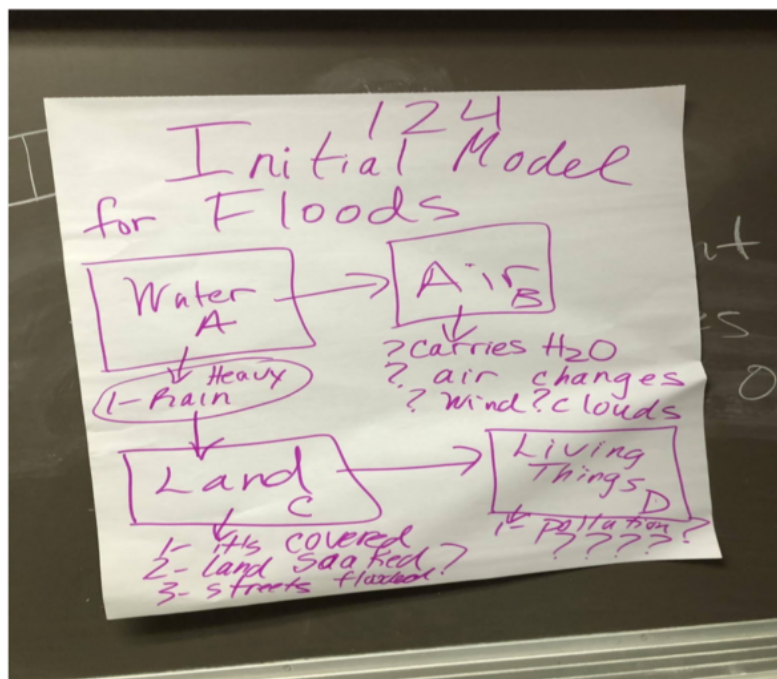 124
Initial Model
for Floods
Water
A
Air
B
Heavy
1- Rain
? Carries H2O
? air changes
? Wind ? clouds
Land
C
Living
Things
D
1- its covered
2- land soaked ?
3- streets flooded
1- pollution ?
? ? ? ?